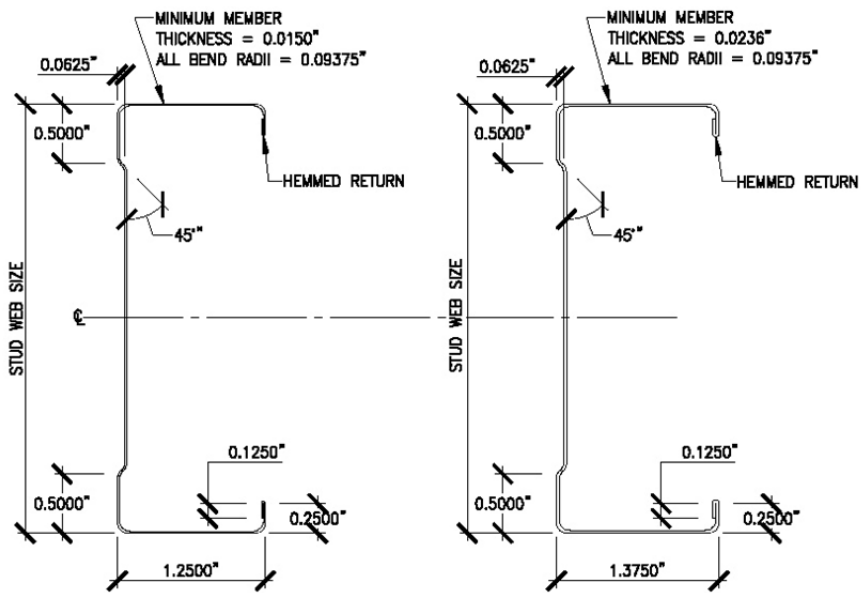 MINIMUM MEMBER
THICKNESS = 0.0150"
ALL BEND RADII = 0.09375"
0.0625"
0.5000"
HEMMED RETURN
45°"
STUD WEB SIZE
℄
0.1250"
0.5000"
0.2500"
1.2500"
MINIMUM MEMBER
THICKNESS = 0.0236"
ALL BEND RADII = 0.09375"
0.0625"
0.5000"
HEMMED RETURN
45°"
STUD WEB SIZE
0.1250"
0.5000"
0.2500"
1.3750"